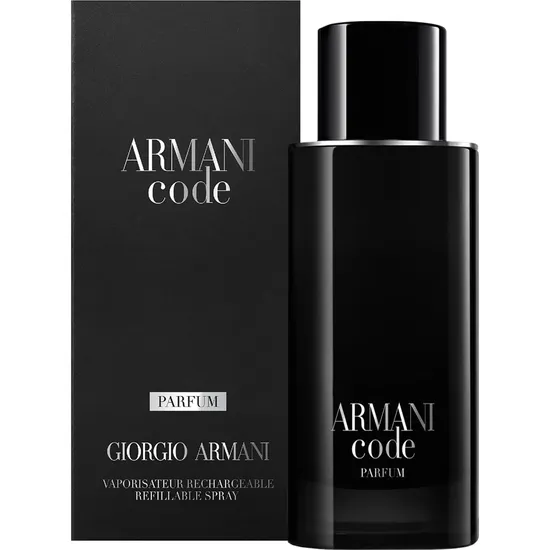 ARMANI
code
PARFUM
GIORGIO ARMANI
VAPORISATEUR RECHARGEABLE
REFILLABLE SPRAY
ARMANI
code
PARFUM